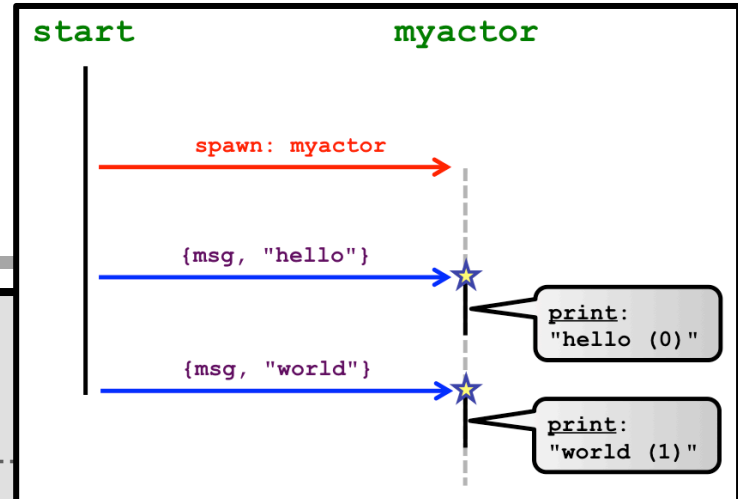 start
myactor
spawn: myactor
{msg, "hello"}
print:
"hello (0)"
{msg, "world"}
print:
"world (1)"